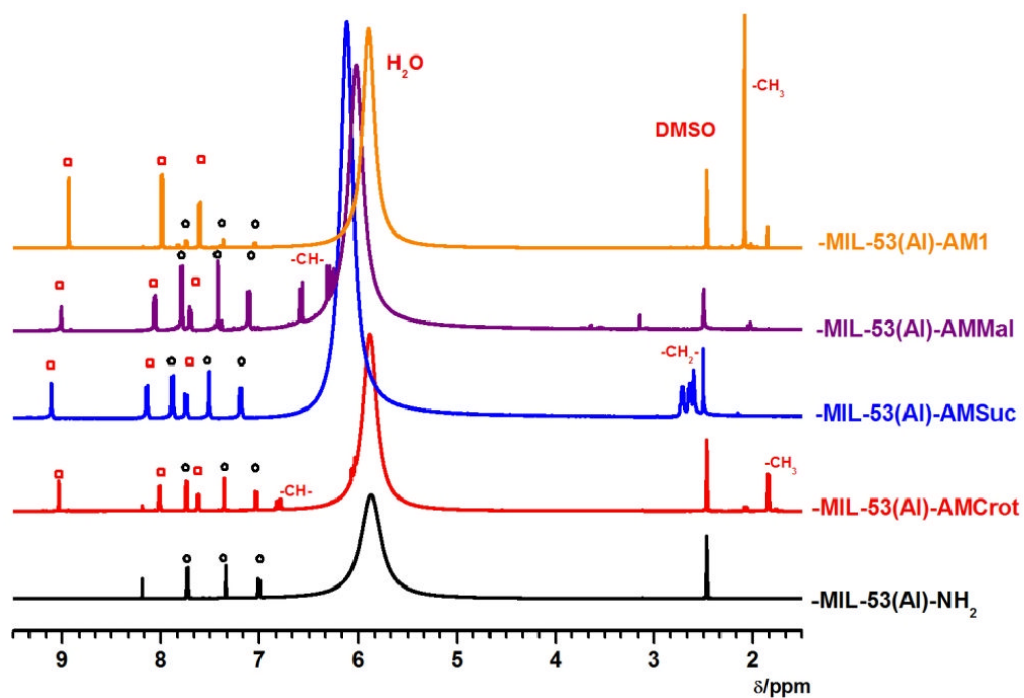 H2O
-CH3
DMSO
-MIL-53(Al)-AM1
-CH-
-MIL-53(Al)-AMMal
-CH2-
-MIL-53(Al)-AMSuc
-CH3
-CH-
-MIL-53(Al)-AMCrot
-MIL-53(Al)-NH2
9 8 7 6 5 4 3 2
δ/ppm